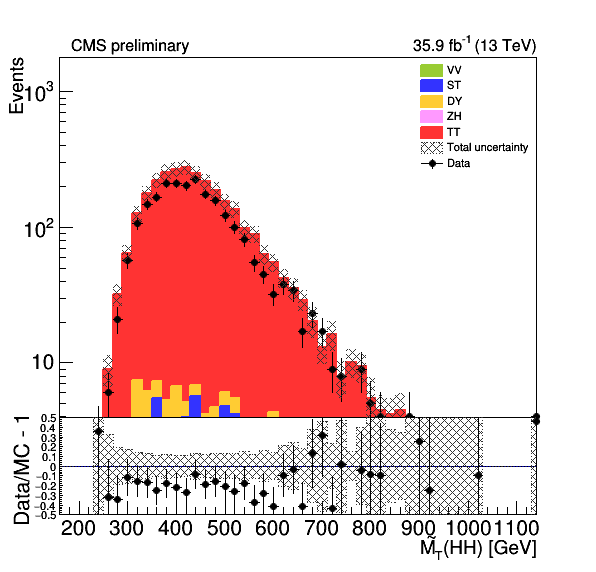 CMS preliminary 35.9 fb⁻¹ (13 TeV)
Events
10³
10²
10
VV
ST
DY
ZH
TT
Total uncertainty
Data
Data/MC - 1
0.5
0.4
0.3
0.2
0.1
0
-0.1
-0.2
-0.3
-0.4
-0.5
200 300 400 500 600 700 800 900 1000 1100
M̃_T(HH) [GeV]